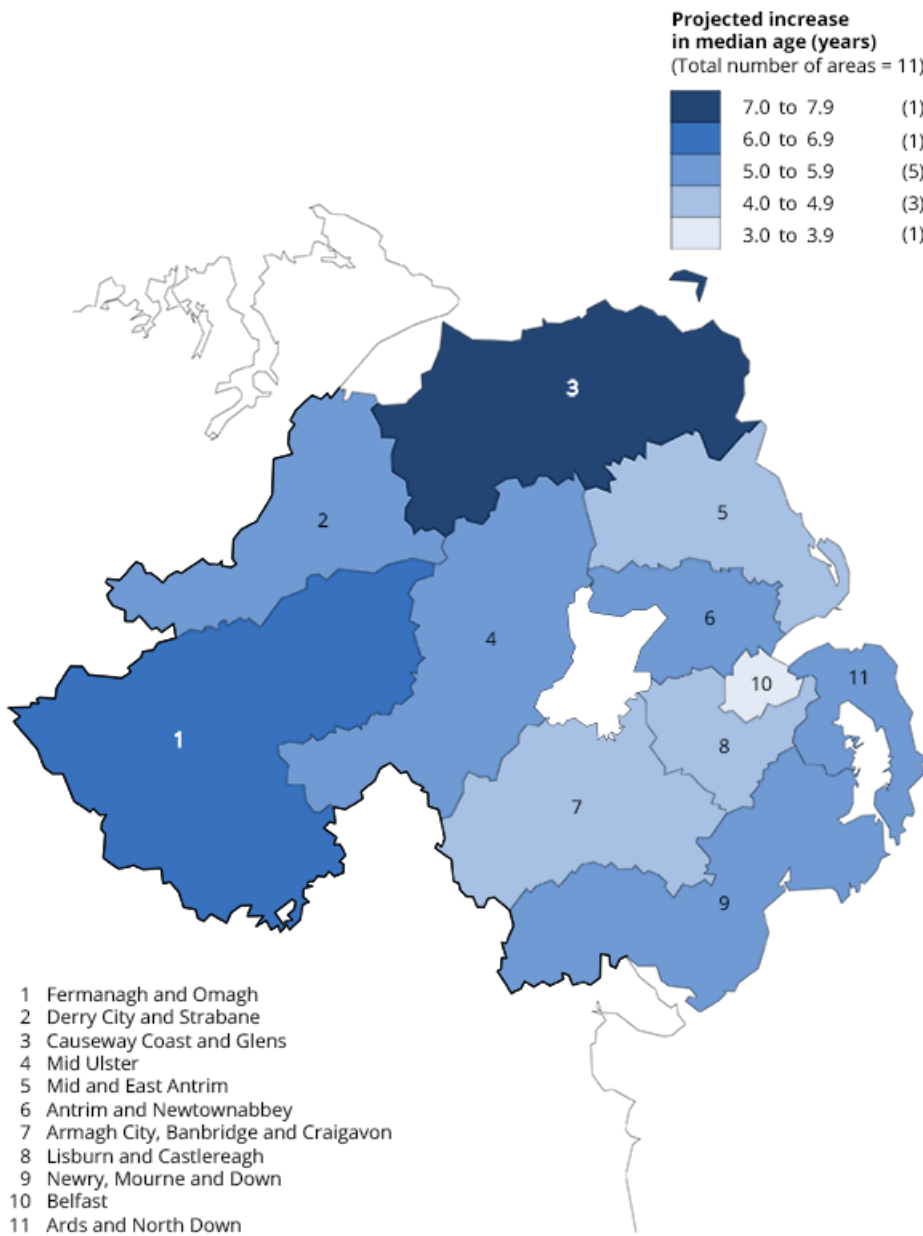 Projected increase
in median age (years)
(Total number of areas = 11)
7.0 to 7.9 (1)
6.0 to 6.9 (1)
5.0 to 5.9 (5)
4.0 to 4.9 (3)
3.0 to 3.9 (1)
3
2
5
6
4
11
10
1
8
7
9
1 Fermanagh and Omagh
2 Derry City and Strabane
3 Causeway Coast and Glens
4 Mid Ulster
5 Mid and East Antrim
6 Antrim and Newtownabbey
7 Armagh City, Banbridge and Craigavon
8 Lisburn and Castlereagh
9 Newry, Mourne and Down
10 Belfast
11 Ards and North Down